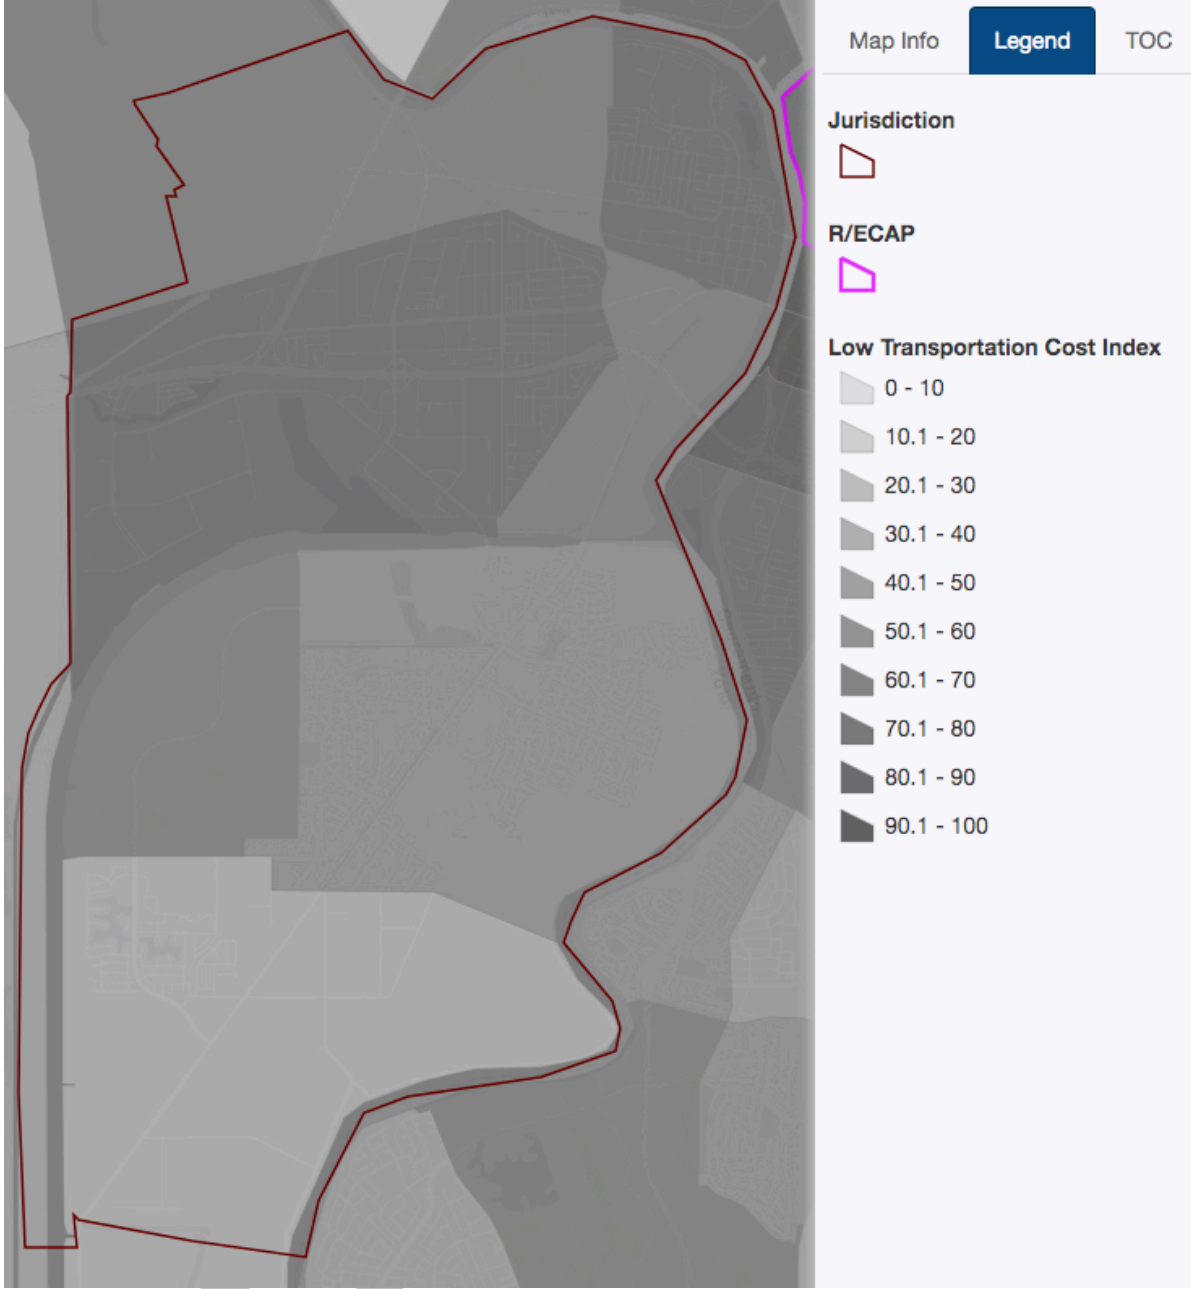 Map Info
Legend
TOC
Jurisdiction
R/ECAP
Low Transportation Cost Index
0 - 10
10.1 - 20
20.1 - 30
30.1 - 40
40.1 - 50
50.1 - 60
60.1 - 70
70.1 - 80
80.1 - 90
90.1 - 100
Sacramento
Yolo